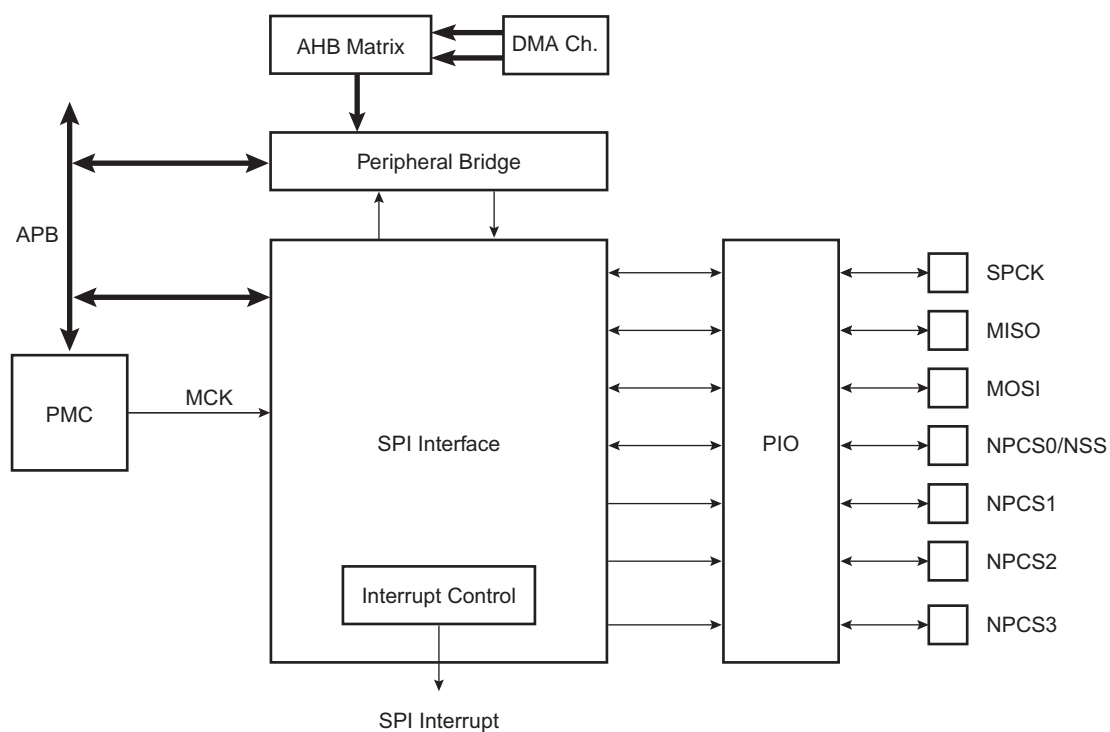 AHB Matrix
DMA Ch.
Peripheral Bridge
APB
SPCK
MISO
MOSI
PMC
MCK
SPI Interface
PIO
NPCS0/NSS
NPCS1
NPCS2
Interrupt Control
NPCS3
SPI Interrupt